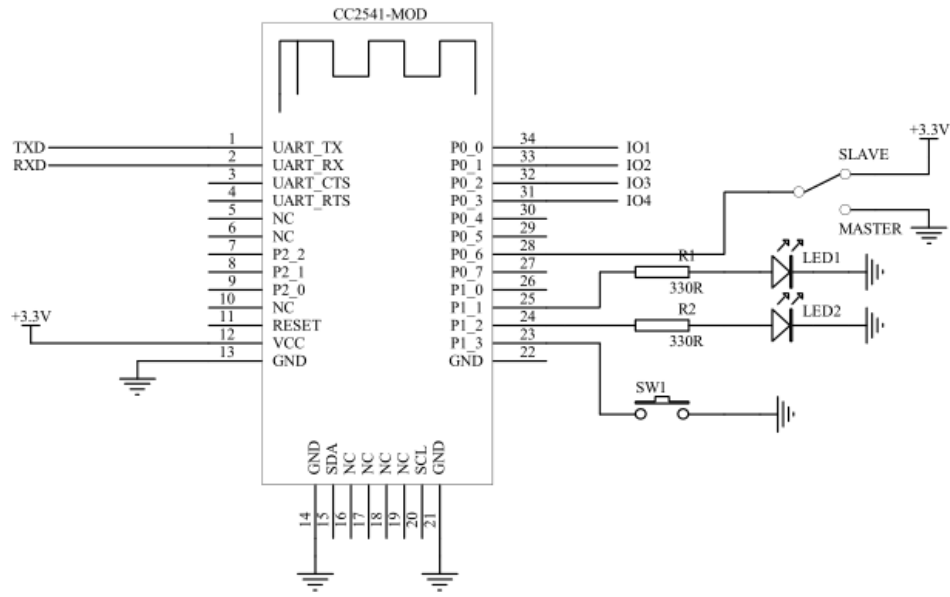 CC2541-MOD
TXD 1 UART_TX P0_0 34 IO1
RXD 2 UART_RX P0_1 33 IO2
3 UART_CTS P0_2 32 IO3
4 UART_RTS P0_3 31 IO4
5 NC P0_4 30
6 NC P0_5 29
7 P2_2 P0_6 28
8 P2_1 P0_7 27
9 P2_0 P1_0 26
10 NC P1_1 25
11 RESET P1_2 24
+3.3V
12 VCC P1_3 23
13 GND GND 22
+3.3V
SLAVE
MASTER
R1
330R
LED1
R2
330R
LED2
SW1
GND SDA NC NC NC NC SCL GND
14 15 16 17 18 19 20 21